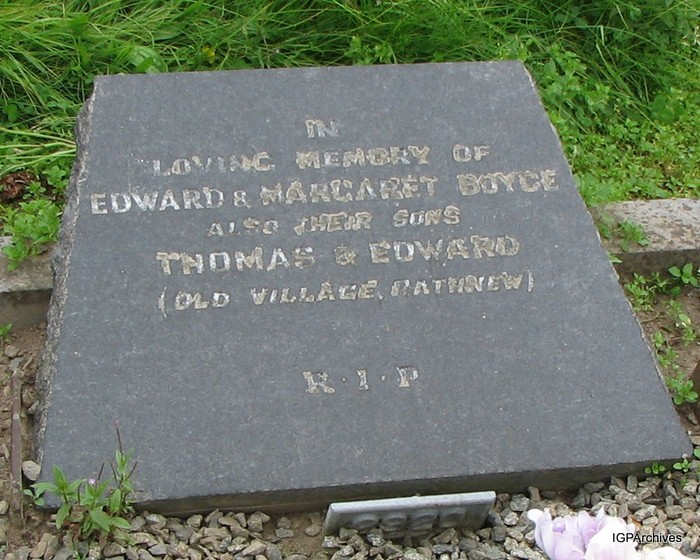 IN
LOVING MEMORY OF
EDWARD & MARGARET BOYCE
ALSO THEIR SONS
THOMAS & EDWARD
(OLD VILLAGE, RATHNEW)
R·I·P
IGPArchives